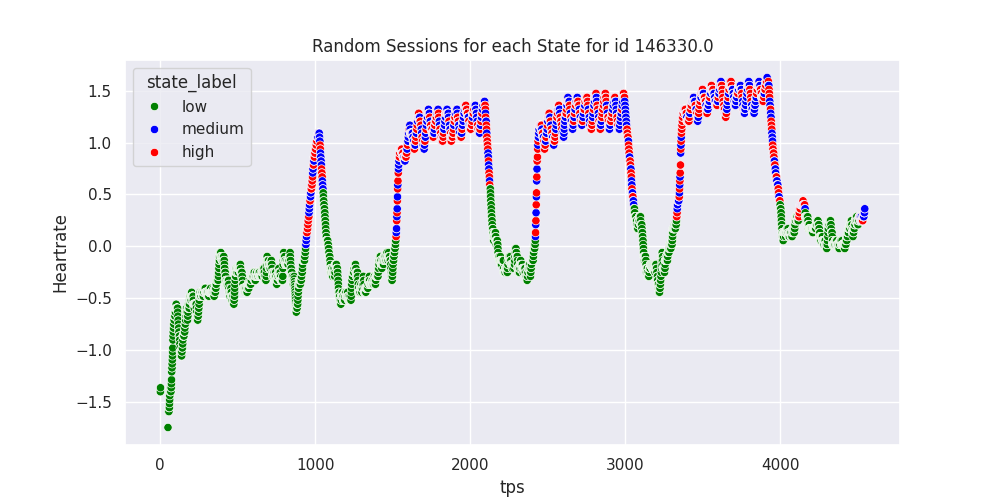 Random Sessions for each State for id 146330.0
state_label
low
medium
high
Heartrate
1.5
1.0
0.5
0.0
−0.5
−1.0
−1.5
0
1000
2000
3000
4000
tps